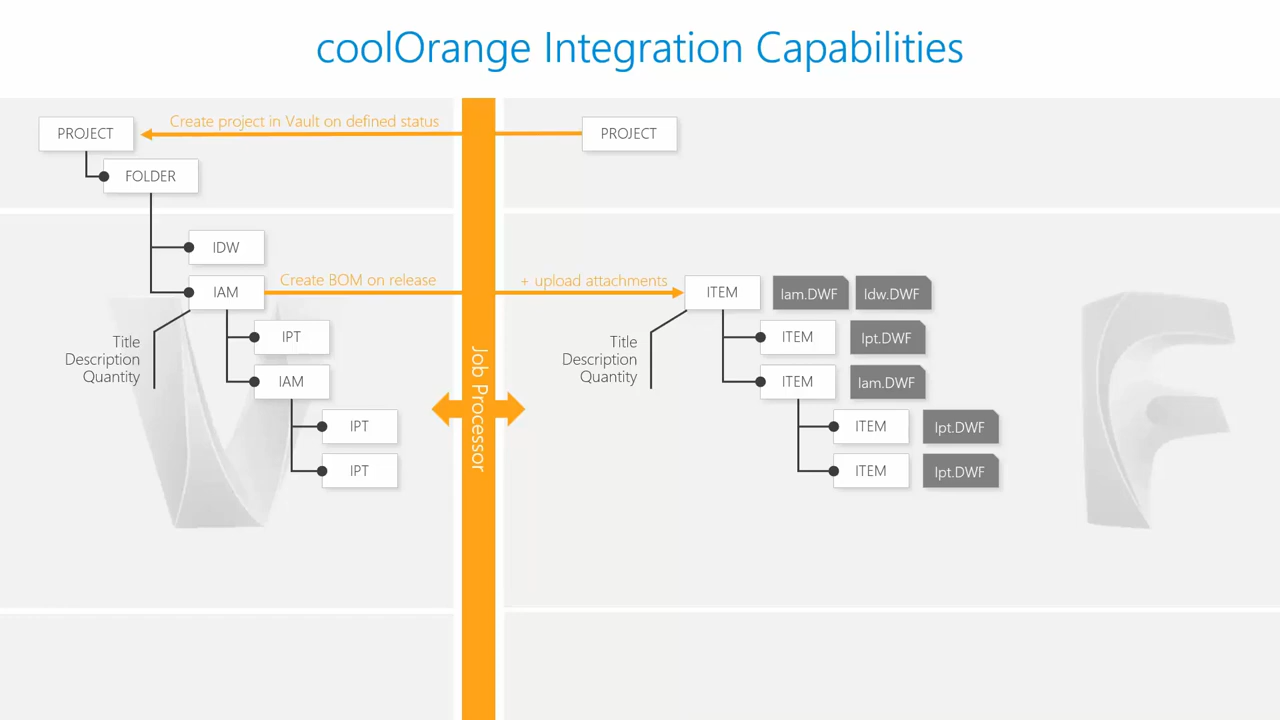 coolOrange Integration Capabilities
Create project in Vault on defined status
PROJECT
PROJECT
FOLDER
IDW
Create BOM on release
+ upload attachments
IAM
ITEM
Iam.DWF
Idw.DWF
Title
Description
Quantity
IPT
IAM
IPT
IPT
Job Processor
Title
Description
Quantity
ITEM
Ipt.DWF
ITEM
Iam.DWF
ITEM
Ipt.DWF
ITEM
Ipt.DWF